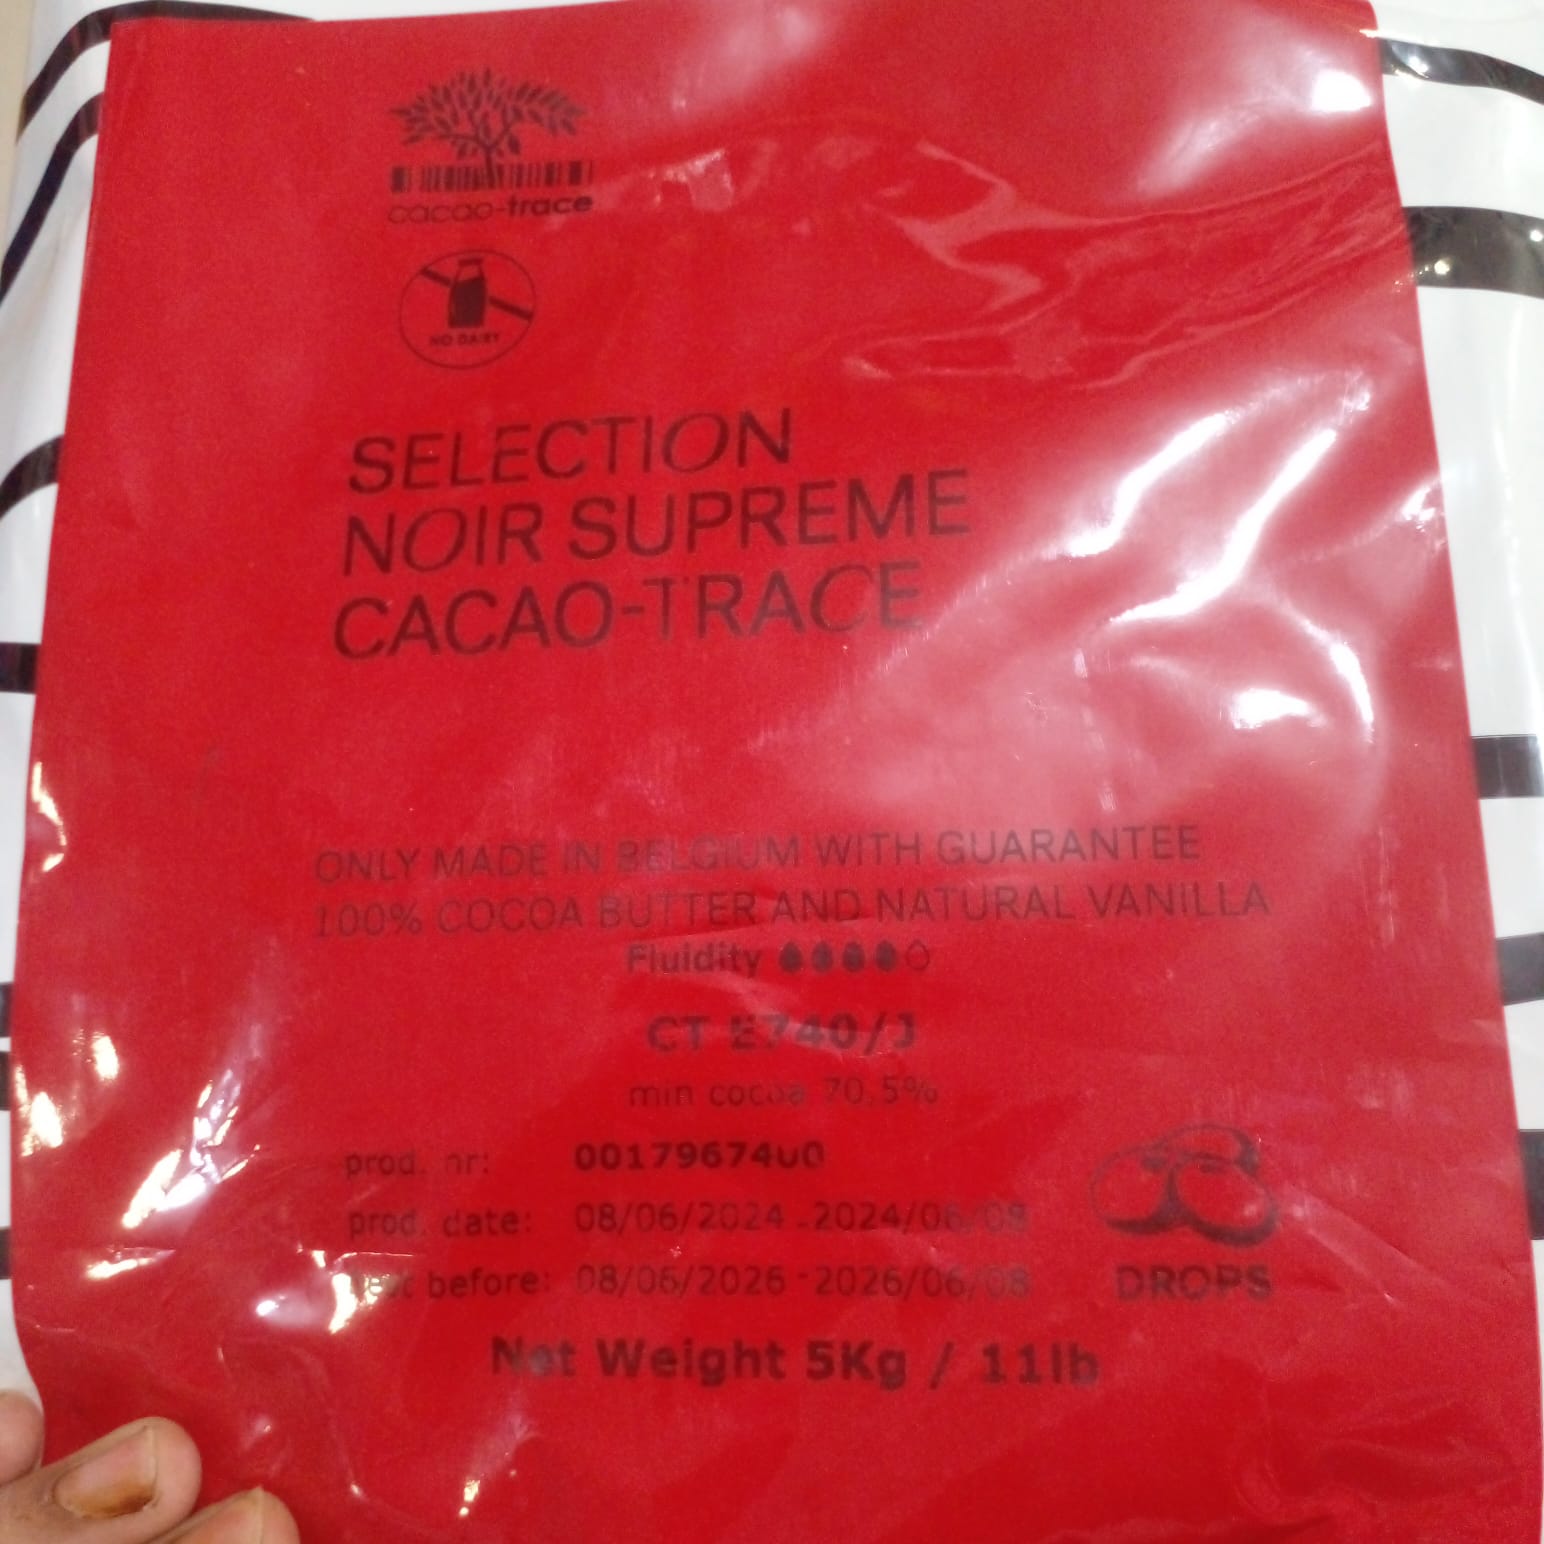 cacao-trace
NO DAIRY
SELECTION
NOIR SUPREME
CACAO-TRACE
ONLY MADE IN BELGIUM WITH GUARANTEE
100% COCOA BUTTER AND NATURAL VANILLA
Fluidity
CT E740/J
min cocoa 70,5%
prod. nr: 0017967400
prod. date: 08/06/2024 - 2024/06/08
before: 08/06/2026 - 2026/06/08
DROPS
Net Weight 5Kg / 11lb